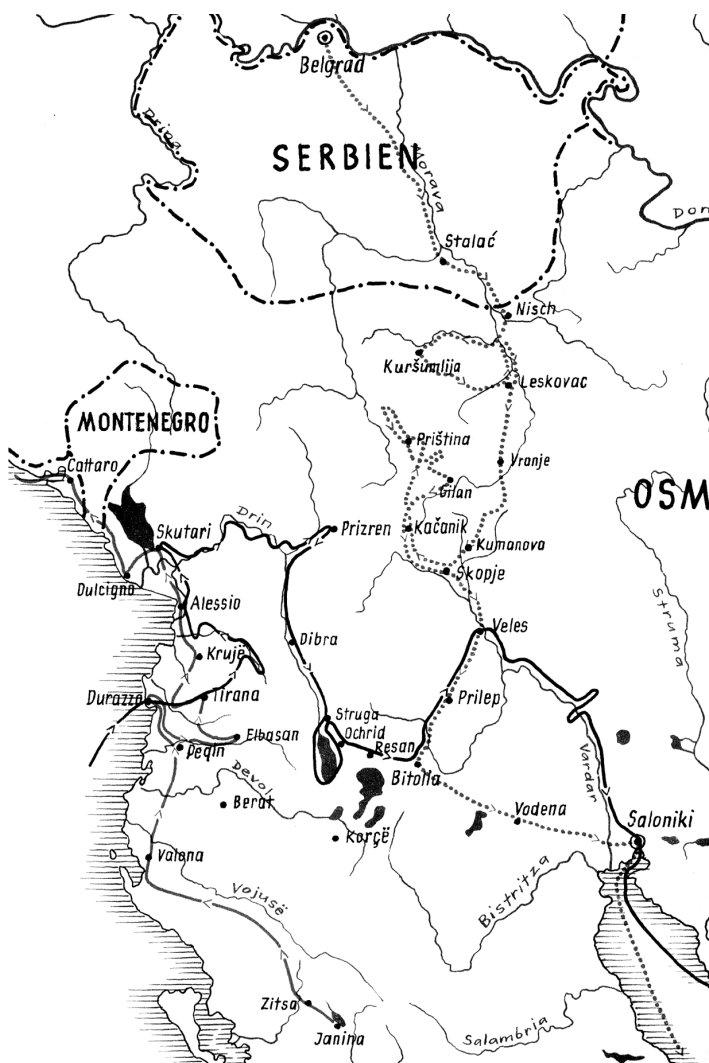 Belgrad
Drina
SERBIEN
Morava
Don
Stalać
Nisch
Kuršumlija
Leskovac
MONTENEGRO
Priština
Vranje
Cattaro
Gilan
OSM
Drin
Skutari
Prizren
Kačanik
Kumanova
Skopje
Dulcigno
Alessio
Struma
Veles
Dibra
Kruje
Durazzo
Tirana
Prilep
Struga
Ochrid
Elbasan
Resan
Peqin
Bitolla
Vardar
Devol
Berat
Vodena
Saloniki
Korçë
Valona
Bistritza
Vojusë
Zitsa
Janina
Salambria